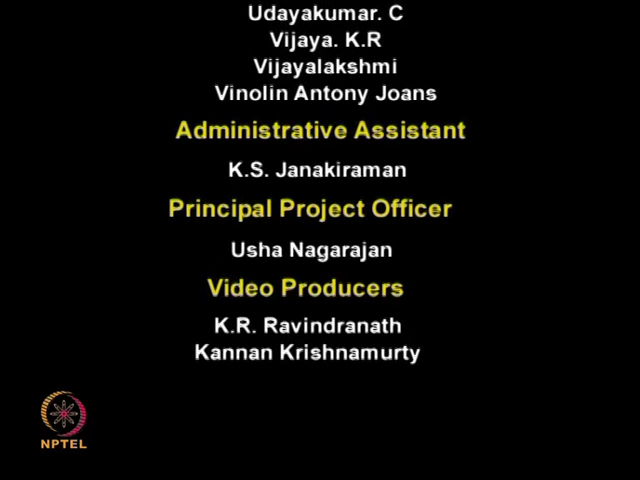 Udayakumar. C
Vijaya. K.R
Vijayalakshmi
Vinolin Antony Joans
Administrative Assistant
K.S. Janakiraman
Principal Project Officer
Usha Nagarajan
Video Producers
K.R. Ravindranath
Kannan Krishnamurty
NPTEL